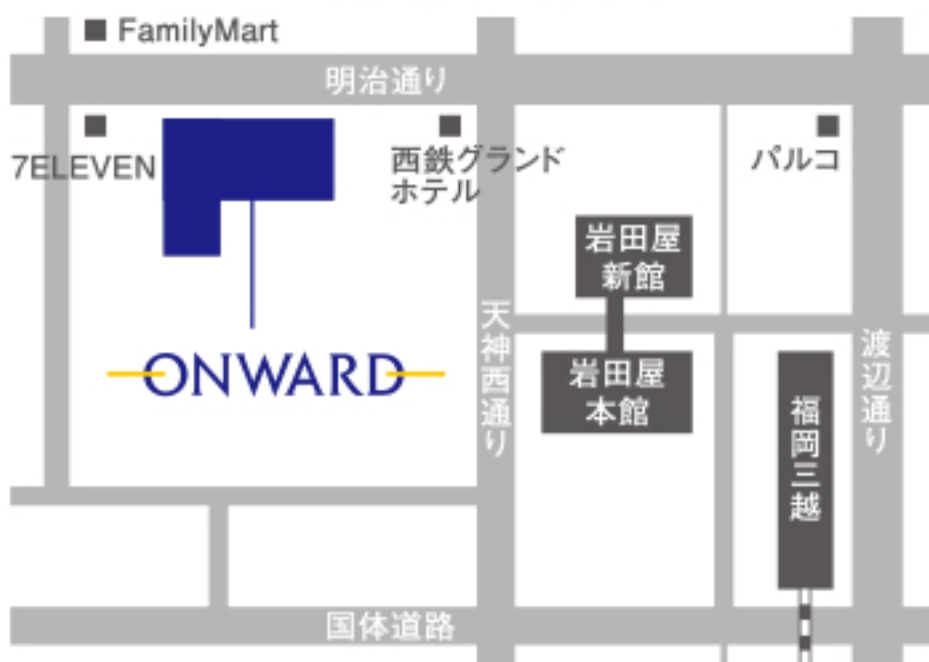 FamilyMart
明治通り
7ELEVEN
西鉄グランド
ホテル
パルコ
岩田屋
新館
天神西通り
渡辺通り
ONWARD
岩田屋
本館
福岡三越
国体道路